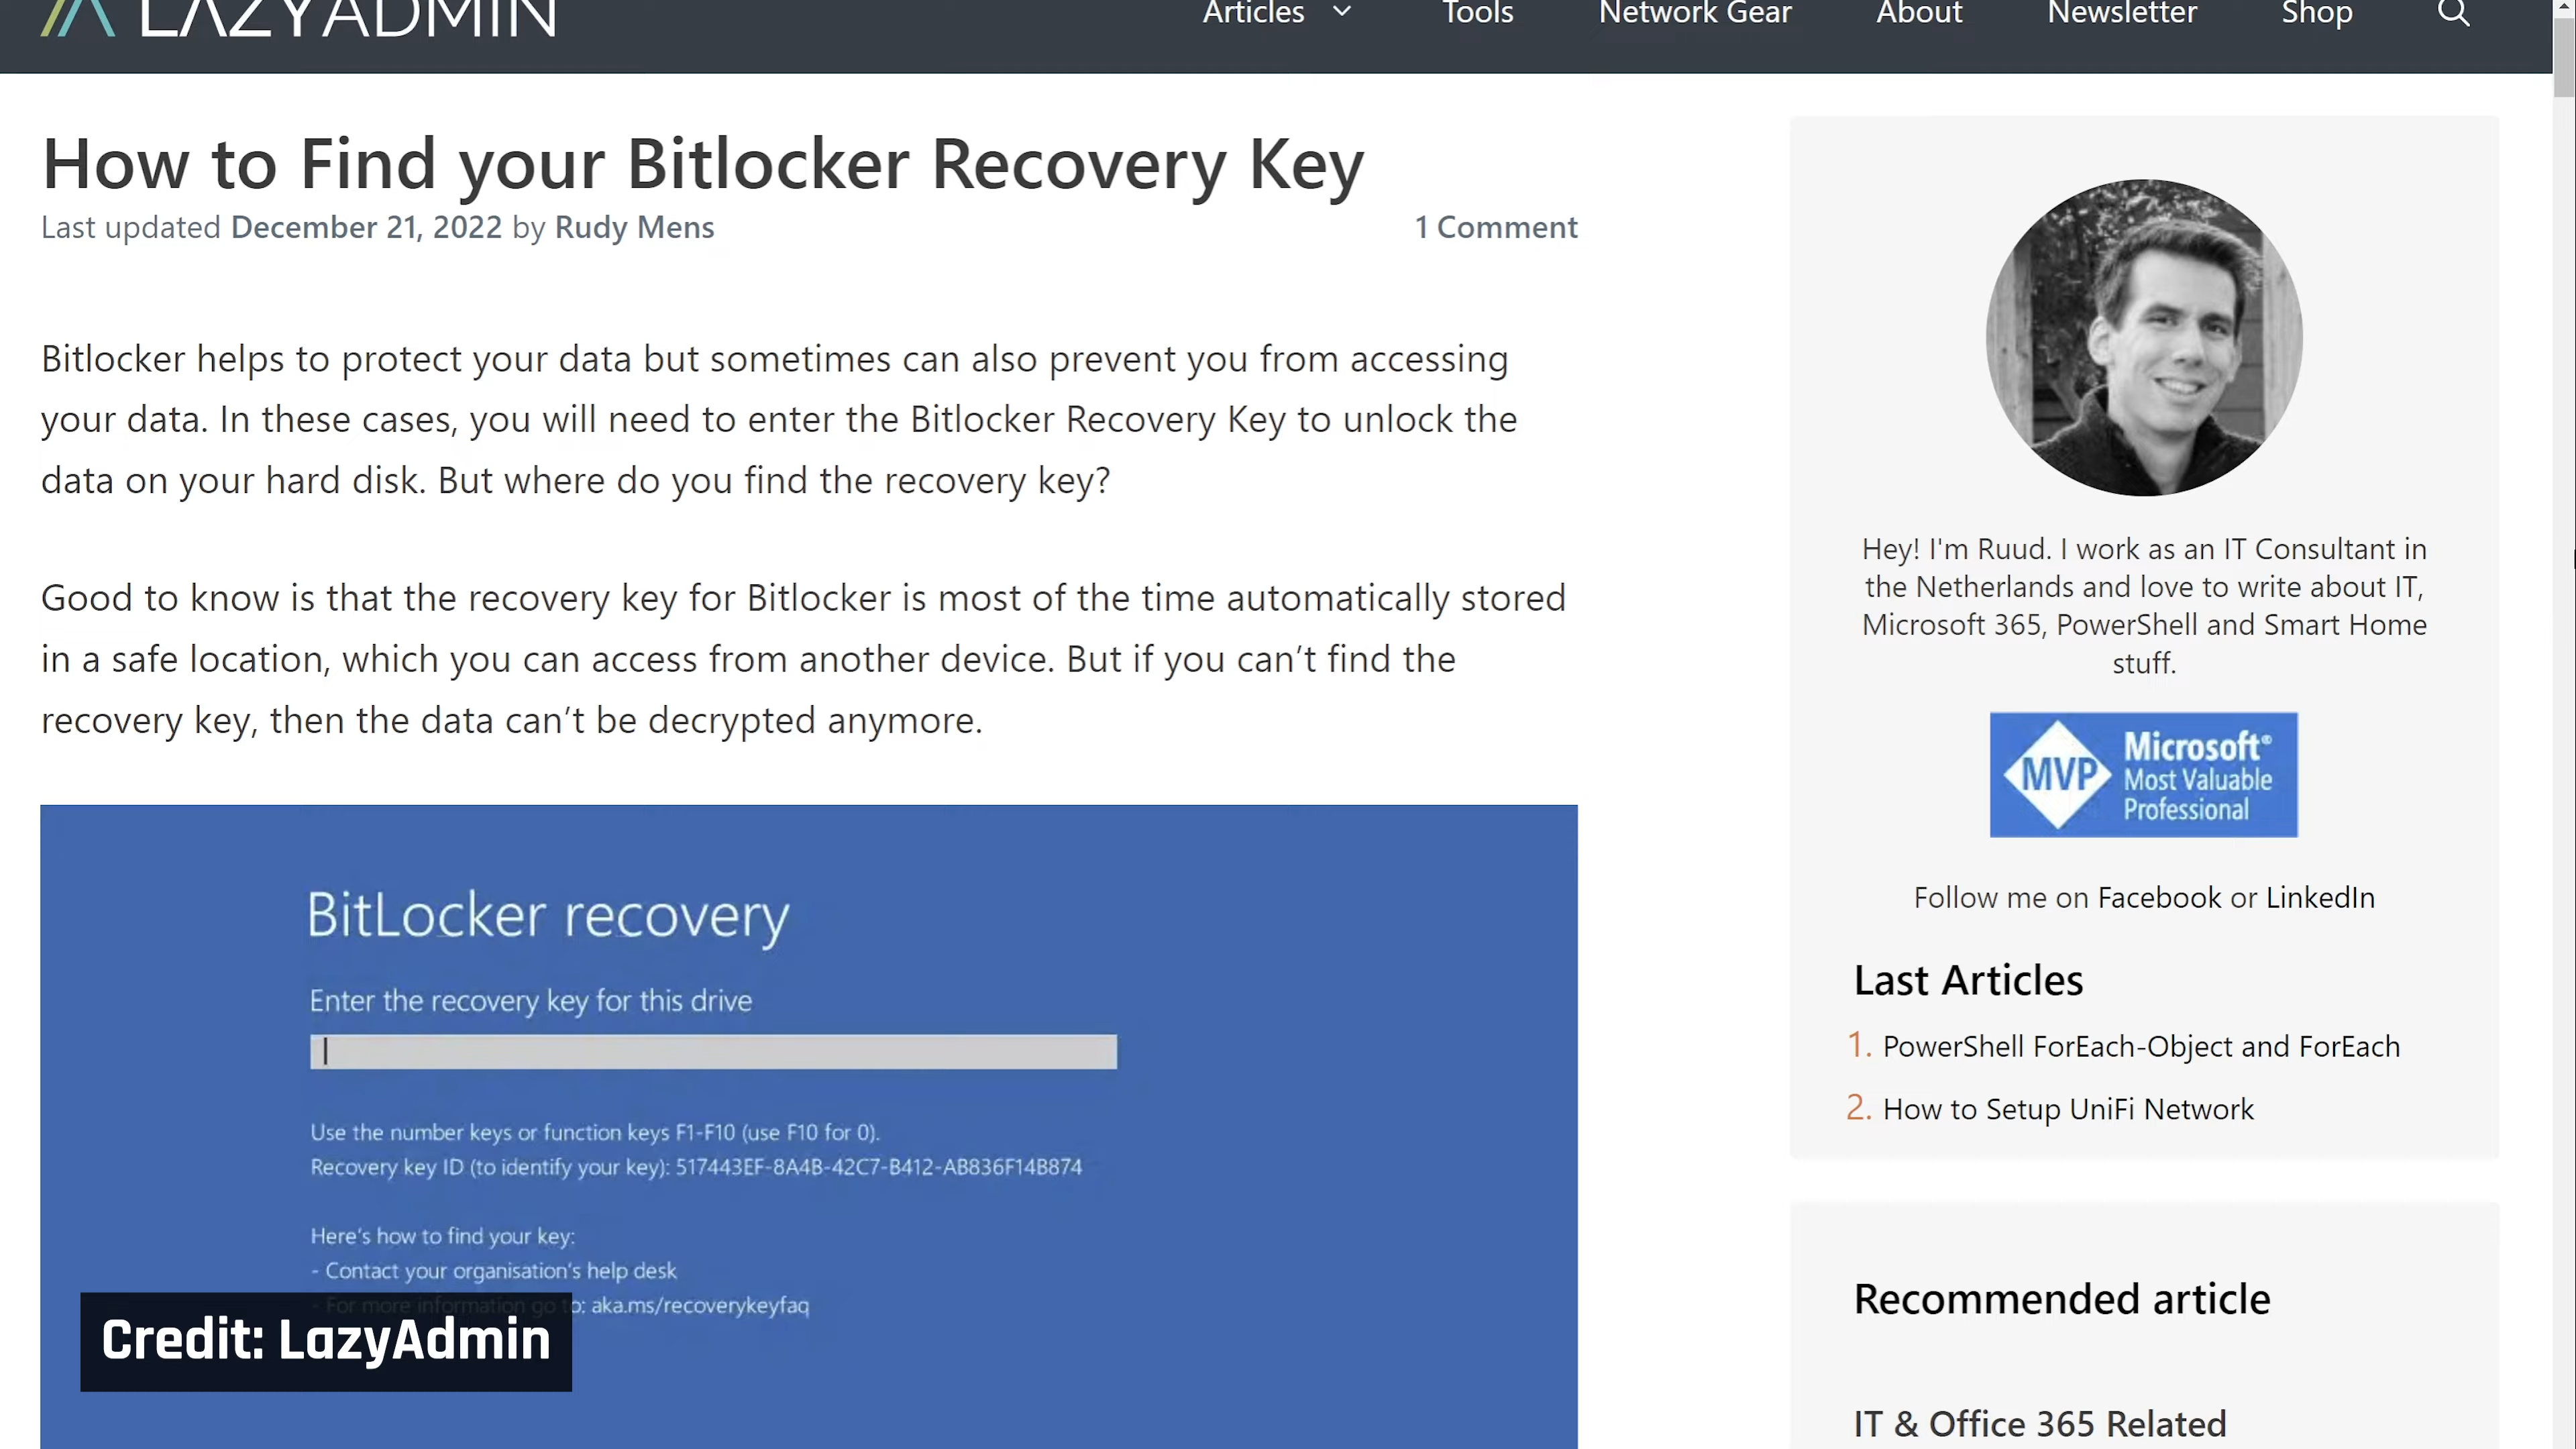 LAZYADMIN
Articles
Tools
Network Gear
About
Newsletter
Shop
How to Find your Bitlocker Recovery Key
Last updated December 21, 2022 by Rudy Mens
1 Comment
Bitlocker helps to protect your data but sometimes can also prevent you from accessing
your data. In these cases, you will need to enter the Bitlocker Recovery Key to unlock the
data on your hard disk. But where do you find the recovery key?
Good to know is that the recovery key for Bitlocker is most of the time automatically stored
in a safe location, which you can access from another device. But if you can’t find the
recovery key, then the data can’t be decrypted anymore.
BitLocker recovery
Enter the recovery key for this drive
Use the number keys or function keys F1-F10 (use F10 for 0).
Recovery key ID (to identify your key): 517443EF-8A4B-42C7-B412-AB836F14B874
Here's how to find your key:
- Contact your organisation's help desk
- For more information go to: aka.ms/recoverykeyfaq
Credit: LazyAdmin
Hey! I'm Ruud. I work as an IT Consultant in
the Netherlands and love to write about IT,
Microsoft 365, PowerShell and Smart Home
stuff.
MVP
Microsoft®
Most Valuable
Professional
Follow me on Facebook or LinkedIn
Last Articles
1. PowerShell ForEach-Object and ForEach
2. How to Setup UniFi Network
Recommended article
IT & Office 365 Related